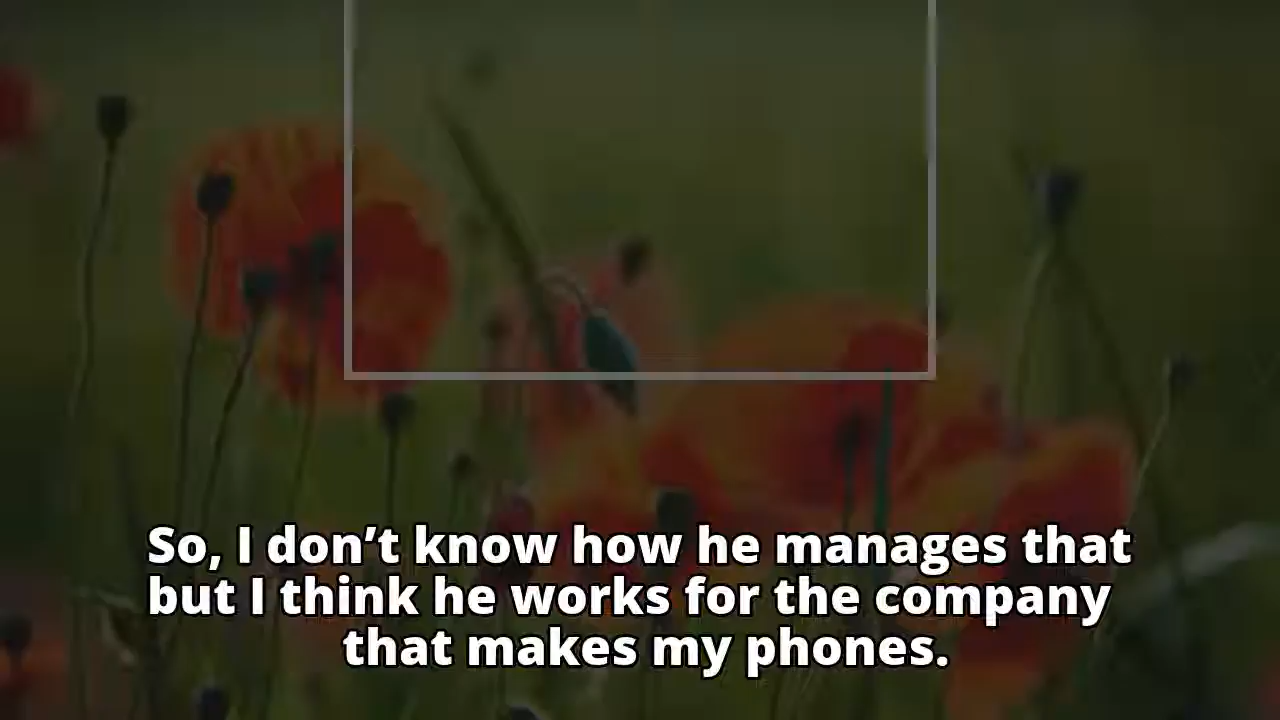 So, I don’t know how he manages that
but I think he works for the company
that makes my phones.